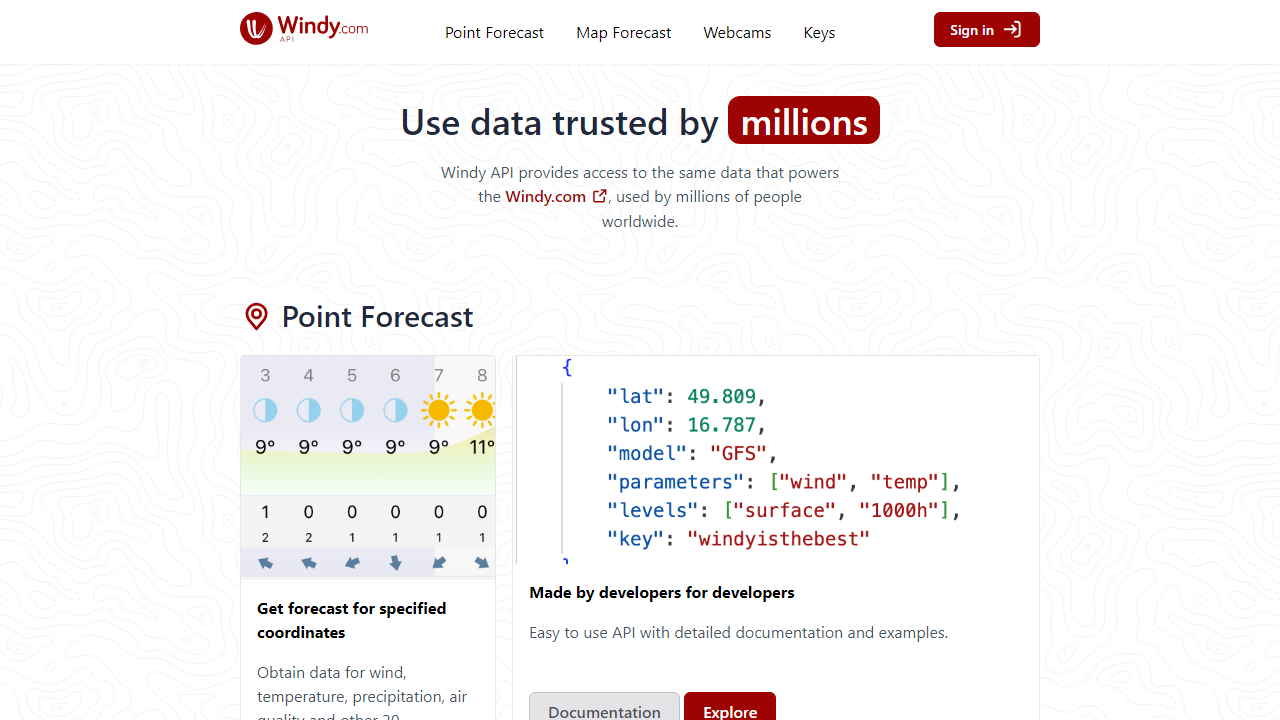 Windy.com
API
Point Forecast
Map Forecast
Webcams
Keys
Sign in
Use data trusted by millions
Windy API provides access to the same data that powers
the Windy.com, used by millions of people
worldwide.
Point Forecast
3 4 5 6 7 8
9° 9° 9° 9° 9° 11°
1 0 0 0 0 0
2 2 1 1 1 1
Get forecast for specified
coordinates
Obtain data for wind,
temperature, precipitation, air
quality and other 20
{
"lat": 49.809,
"lon": 16.787,
"model": "GFS",
"parameters": ["wind", "temp"],
"levels": ["surface", "1000h"],
"key": "windyisthebest"
}
Made by developers for developers
Easy to use API with detailed documentation and examples.
Documentation
Explore